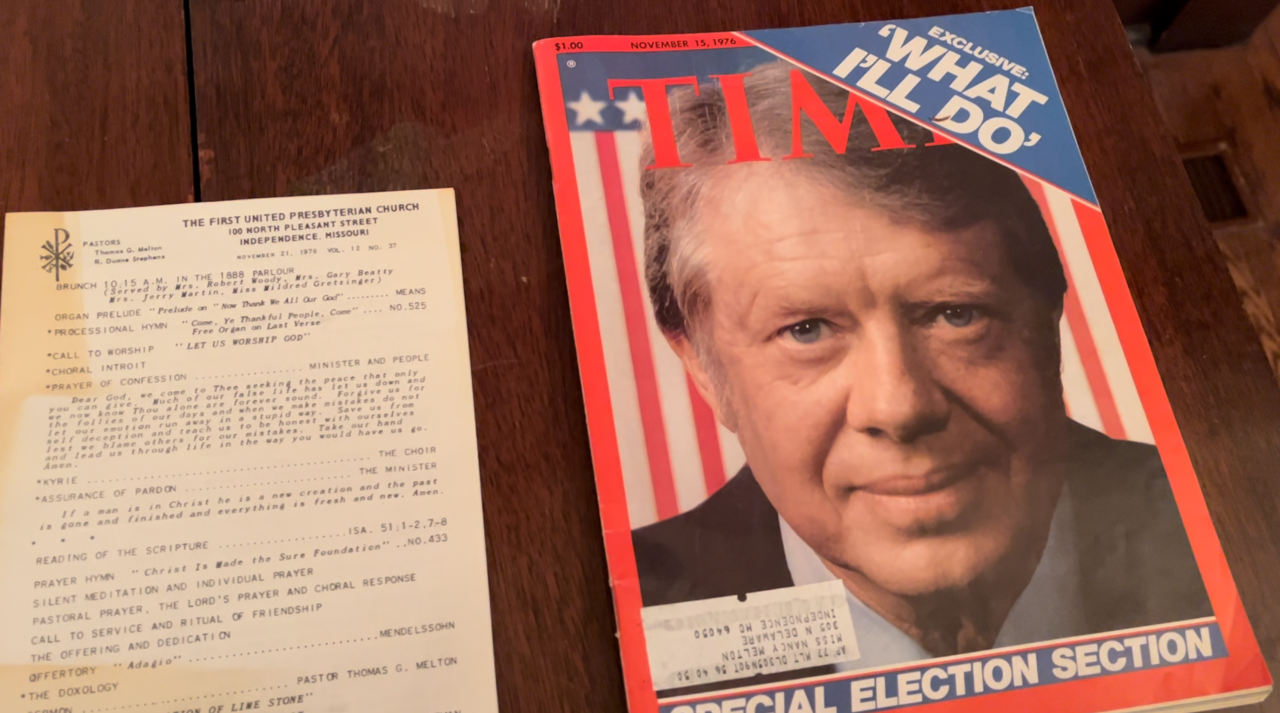 THE FIRST UNITED PRESBYTERIAN CHURCH
100 NORTH PLEASANT STREET
INDEPENDENCE, MISSOURI
PASTORS
Thomas G. Melton
R. Duane Stephens
NOVEMBER 21, 1976 VOL. 12 NO. 37
BRUNCH 10:15 A.M. IN THE 1888 PARLOUR
(Served by Mrs. Robert Woody, Mrs. Gary Beatty
Mrs. Jerry Martin, Miss Mildred Gretzinger)
ORGAN PRELUDE "Prelude on "Now Thank We All Our God" ......... MEANS
*PROCESSIONAL HYMN "Come, Ye Thankful People, Come" .... NO.525
Free Organ on Last Verse
*CALL TO WORSHIP "LET US WORSHIP GOD"
*CHORAL INTROIT
*PRAYER OF CONFESSION .................. MINISTER AND PEOPLE
Dear God, we come to Thee seeking the peace that only
you can give. Much of our false life has let us down and
we now know Thou alone are forever sound. Forgive us for
the follies of our days and when we make mistakes do not
let our emotion run away in a stupid way. Save us from
self deception and teach us to be honest with ourselves
lest we blame others for our mistakes. Take our hand
and lead us through life in the way you would have us go.
Amen.
*KYRIE .......................................... THE CHOIR
*ASSURANCE OF PARDON ......................... THE MINISTER
If a man is in Christ he is a new creation and the past
is gone and finished and everything is fresh and new. Amen.
* * *
READING OF THE SCRIPTURE ...................ISA. 51:1-2,7-8
PRAYER HYMN "Christ Is Made the Sure Foundation" ..NO.433
SILENT MEDITATION AND INDIVIDUAL PRAYER
PASTORAL PRAYER, THE LORD'S PRAYER AND CHORAL RESPONSE
CALL TO SERVICE AND RITUAL OF FRIENDSHIP
THE OFFERING AND DEDICATION
OFFERTORY "Adagio" ...........................MENDELSSOHN
*THE DOXOLOGY
SERMON ........................... PASTOR THOMAS G. MELTON
OF LIME STONE"
$1.00 NOVEMBER 15, 1976
EXCLUSIVE:
'WHAT
I'LL DO'
®
TIME
AP 77 MLT DL305N90T 56 40 50
MISS NANCY MELTON
305 N DELAWARE
INDEPNDENCE MO 64050
SPECIAL ELECTION SECTION